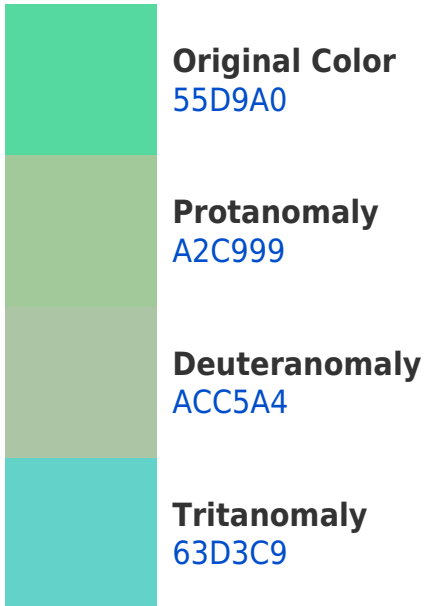 Original Color
55D9A0
Protanomaly
A2C999
Deuteranomaly
ACC5A4
Tritanomaly
63D3C9